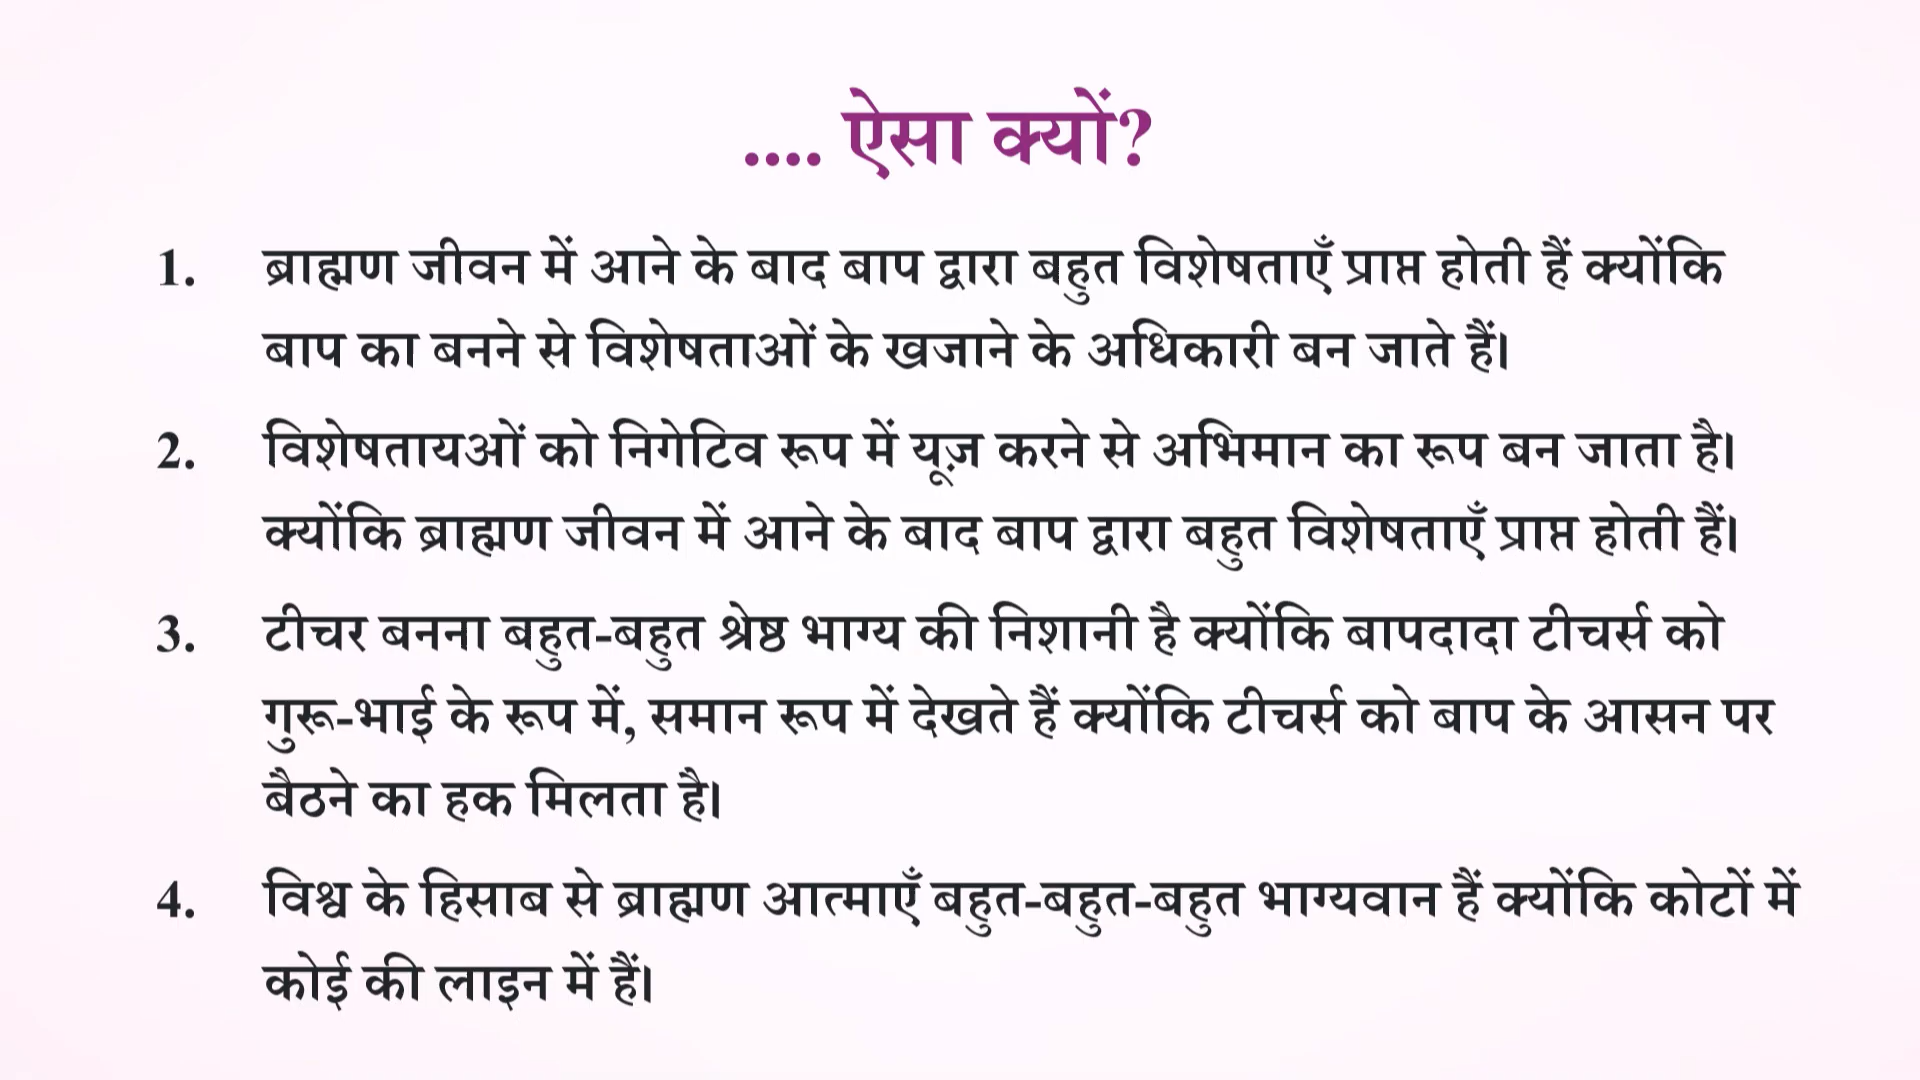 .... ऐसा क्यों?
1. ब्राह्मण जीवन में आने के बाद बाप द्वारा बहुत विशेषताएँ प्राप्त होती हैं क्योंकि
बाप का बनने से विशेषताओं के खजाने के अधिकारी बन जाते हैं।
2. विशेषतायओं को निगेटिव रूप में यूज़ करने से अभिमान का रूप बन जाता है।
क्योंकि ब्राह्मण जीवन में आने के बाद बाप द्वारा बहुत विशेषताएँ प्राप्त होती हैं।
3. टीचर बनना बहुत-बहुत श्रेष्ठ भाग्य की निशानी है क्योंकि बापदादा टीचर्स को
गुरू-भाई के रूप में, समान रूप में देखते हैं क्योंकि टीचर्स को बाप के आसन पर
बैठने का हक मिलता है।
4. विश्व के हिसाब से ब्राह्मण आत्माएँ बहुत-बहुत-बहुत भाग्यवान हैं क्योंकि कोटों में
कोई की लाइन में हैं।